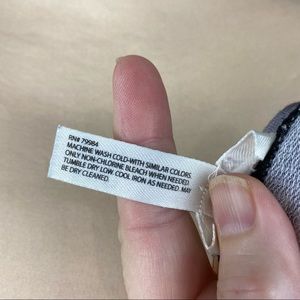 RN# 79984
MACHINE WASH COLD-WITH SIMILAR COLORS.
ONLY NON-CHLORINE BLEACH WHEN NEEDED.
TUMBLE DRY LOW. COOL IRON AS NEEDED. MAY
BE DRY CLEANED.